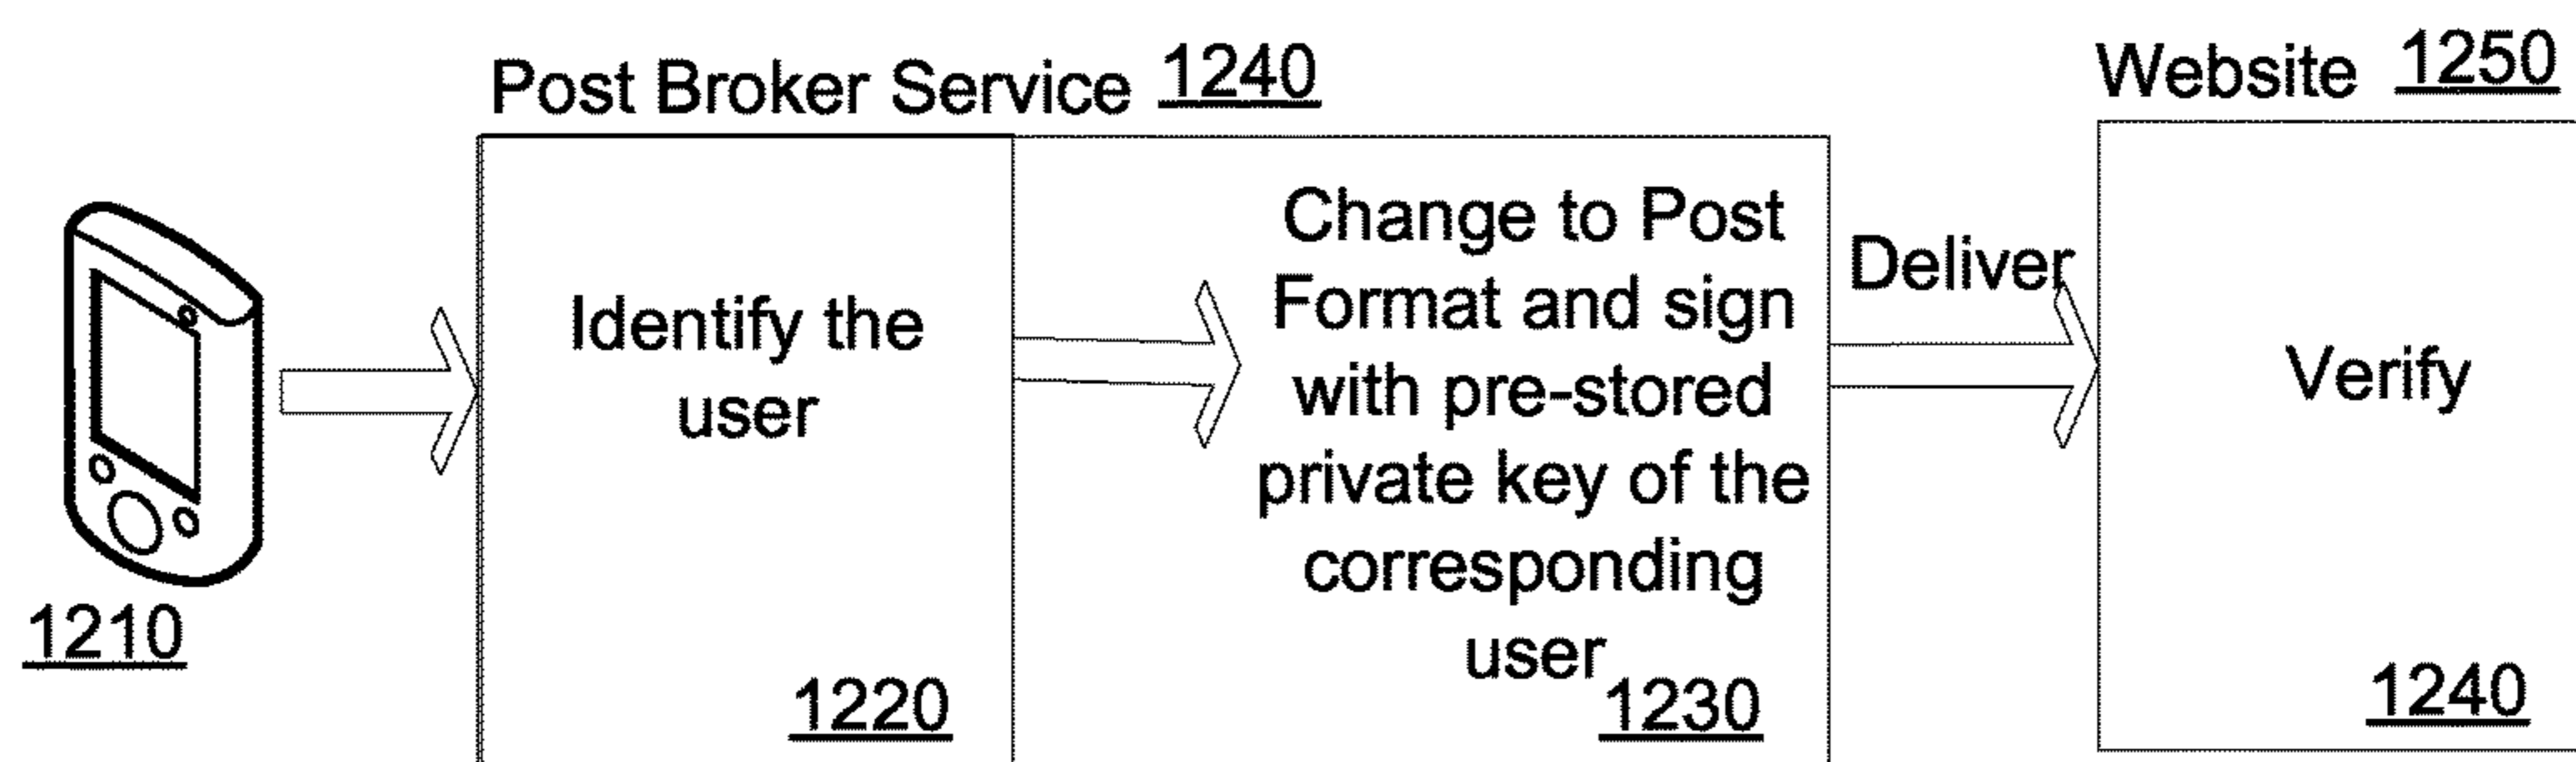 Post Broker Service 1240
Website 1250
Identify the
user
1220
Change to Post
Format and sign
with pre-stored
private key of the
corresponding
user
1230
Deliver
Verify
1240
1210